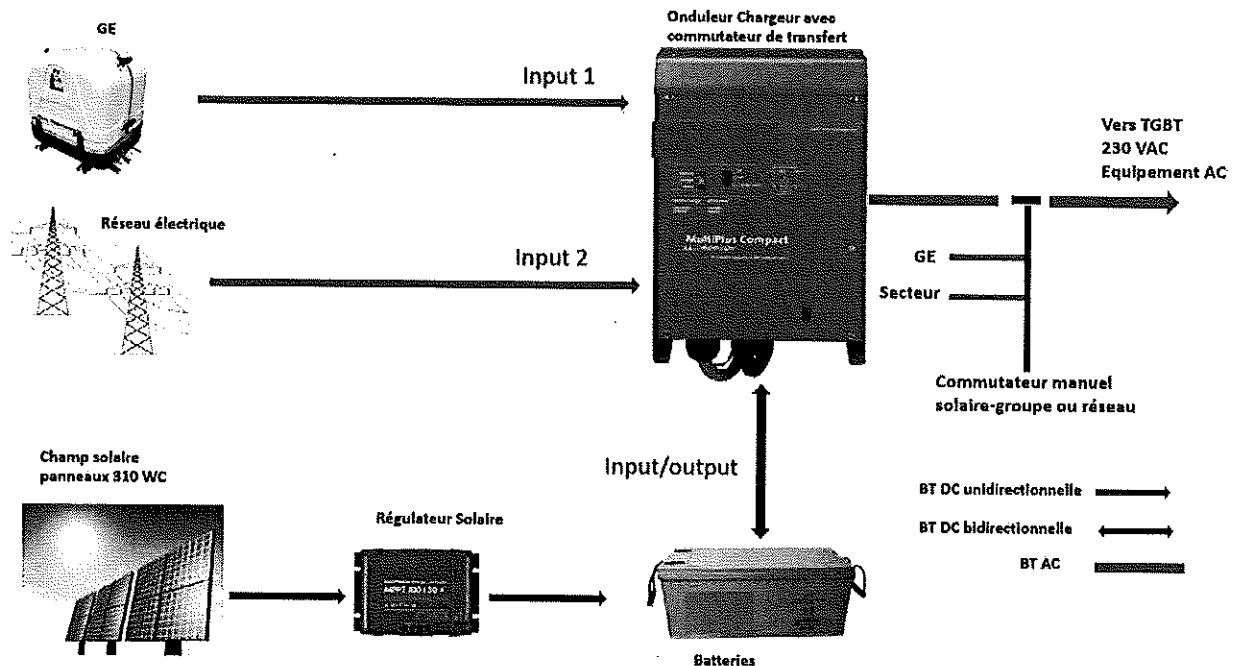 GE
Onduleur Chargeur avec
commutateur de transfert
Input 1
Vers TGBT
230 VAC
Equipement AC
Réseau électrique
Input 2
MultiPlus Compact
GE
Secteur
Commutateur manuel
solaire-groupe ou réseau
Champ solaire
panneaux 310 WC
Régulateur Solaire
Input/output
BT DC unidirectionnelle
BT DC bidirectionnelle
BT AC
Batteries